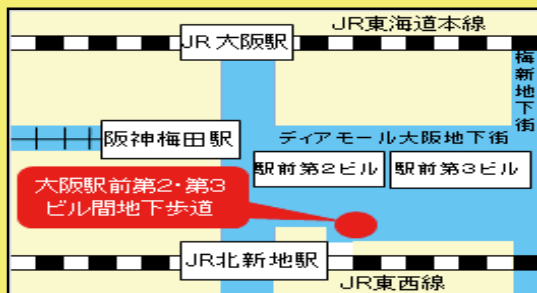 JR東海道本線
JR大阪駅
梅新地下街
阪神梅田駅
ディアモール大阪地下街
駅前第2ビル
駅前第3ビル
大阪駅前第2・第3
ビル間地下歩道
JR北新地駅
JR東西線